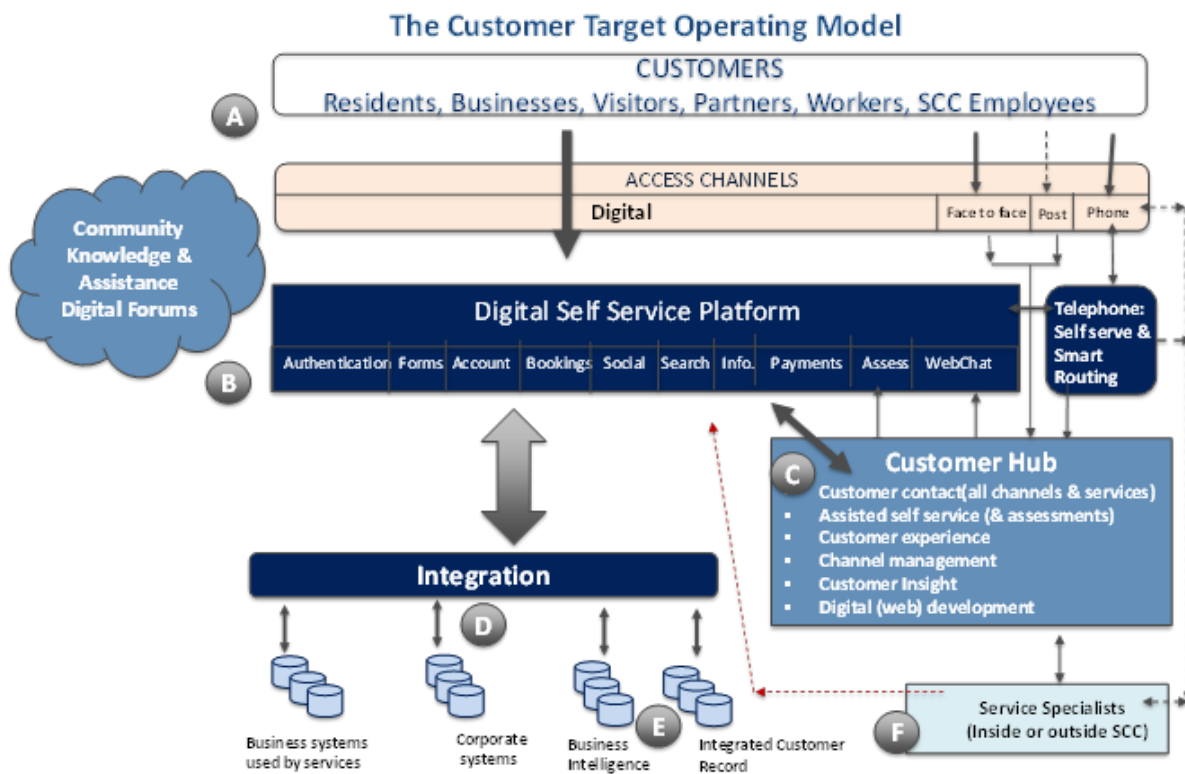 The Customer Target Operating Model
CUSTOMERS
Residents, Businesses, Visitors, Partners, Workers, SCC Employees
A
ACCESS CHANNELS
Digital
Face to face
Post
Phone
Community
Knowledge &
Assistance
Digital Forums
Digital Self Service Platform
Authentication
Forms
Account
Bookings
Social
Search
Info.
Payments
Assess
WebChat
B
Telephone:
Self serve &
Smart
Routing
C
Customer Hub
Customer contact(all channels & services)
▪ Assisted self service (& assessments)
▪ Customer experience
▪ Channel management
▪ Customer Insight
▪ Digital (web) development
Integration
D
Business systems
used by services
Corporate
systems
Business
Intelligence
E
Integrated Customer
Record
F
Service Specialists
(Inside or outside SCC)